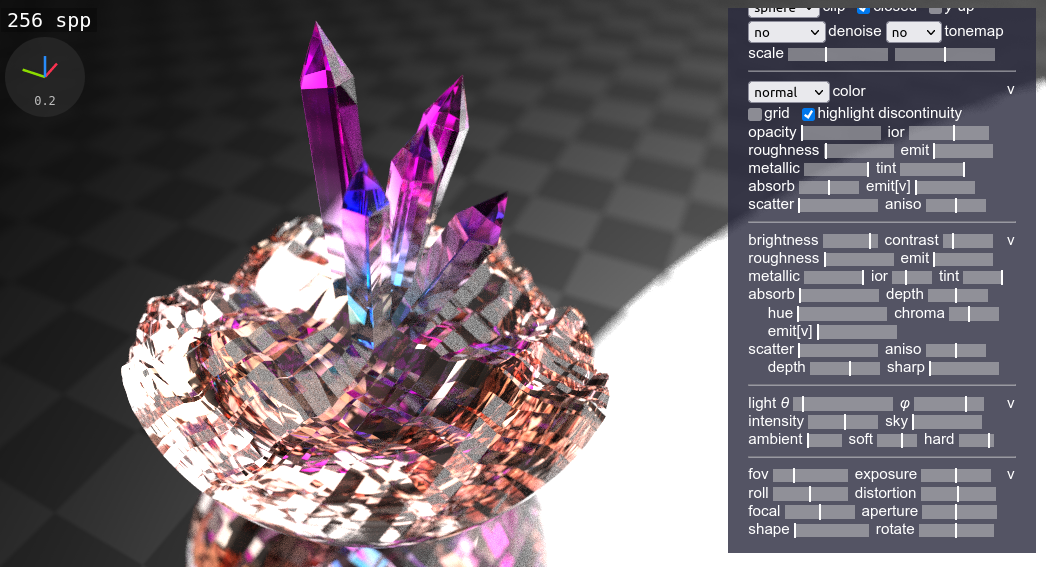 256 spp
0.2
sphere clip closed y-up
no denoise no tonemap
scale
normal color v
grid highlight discontinuity
opacity ior
roughness emit
metallic tint
absorb emit[v]
scatter aniso
brightness contrast v
roughness emit
metallic ior tint
absorb depth
hue chroma
emit[v]
scatter aniso
depth sharp
light θ φ v
intensity sky
ambient soft hard
fov exposure v
roll distortion
focal aperture
shape rotate